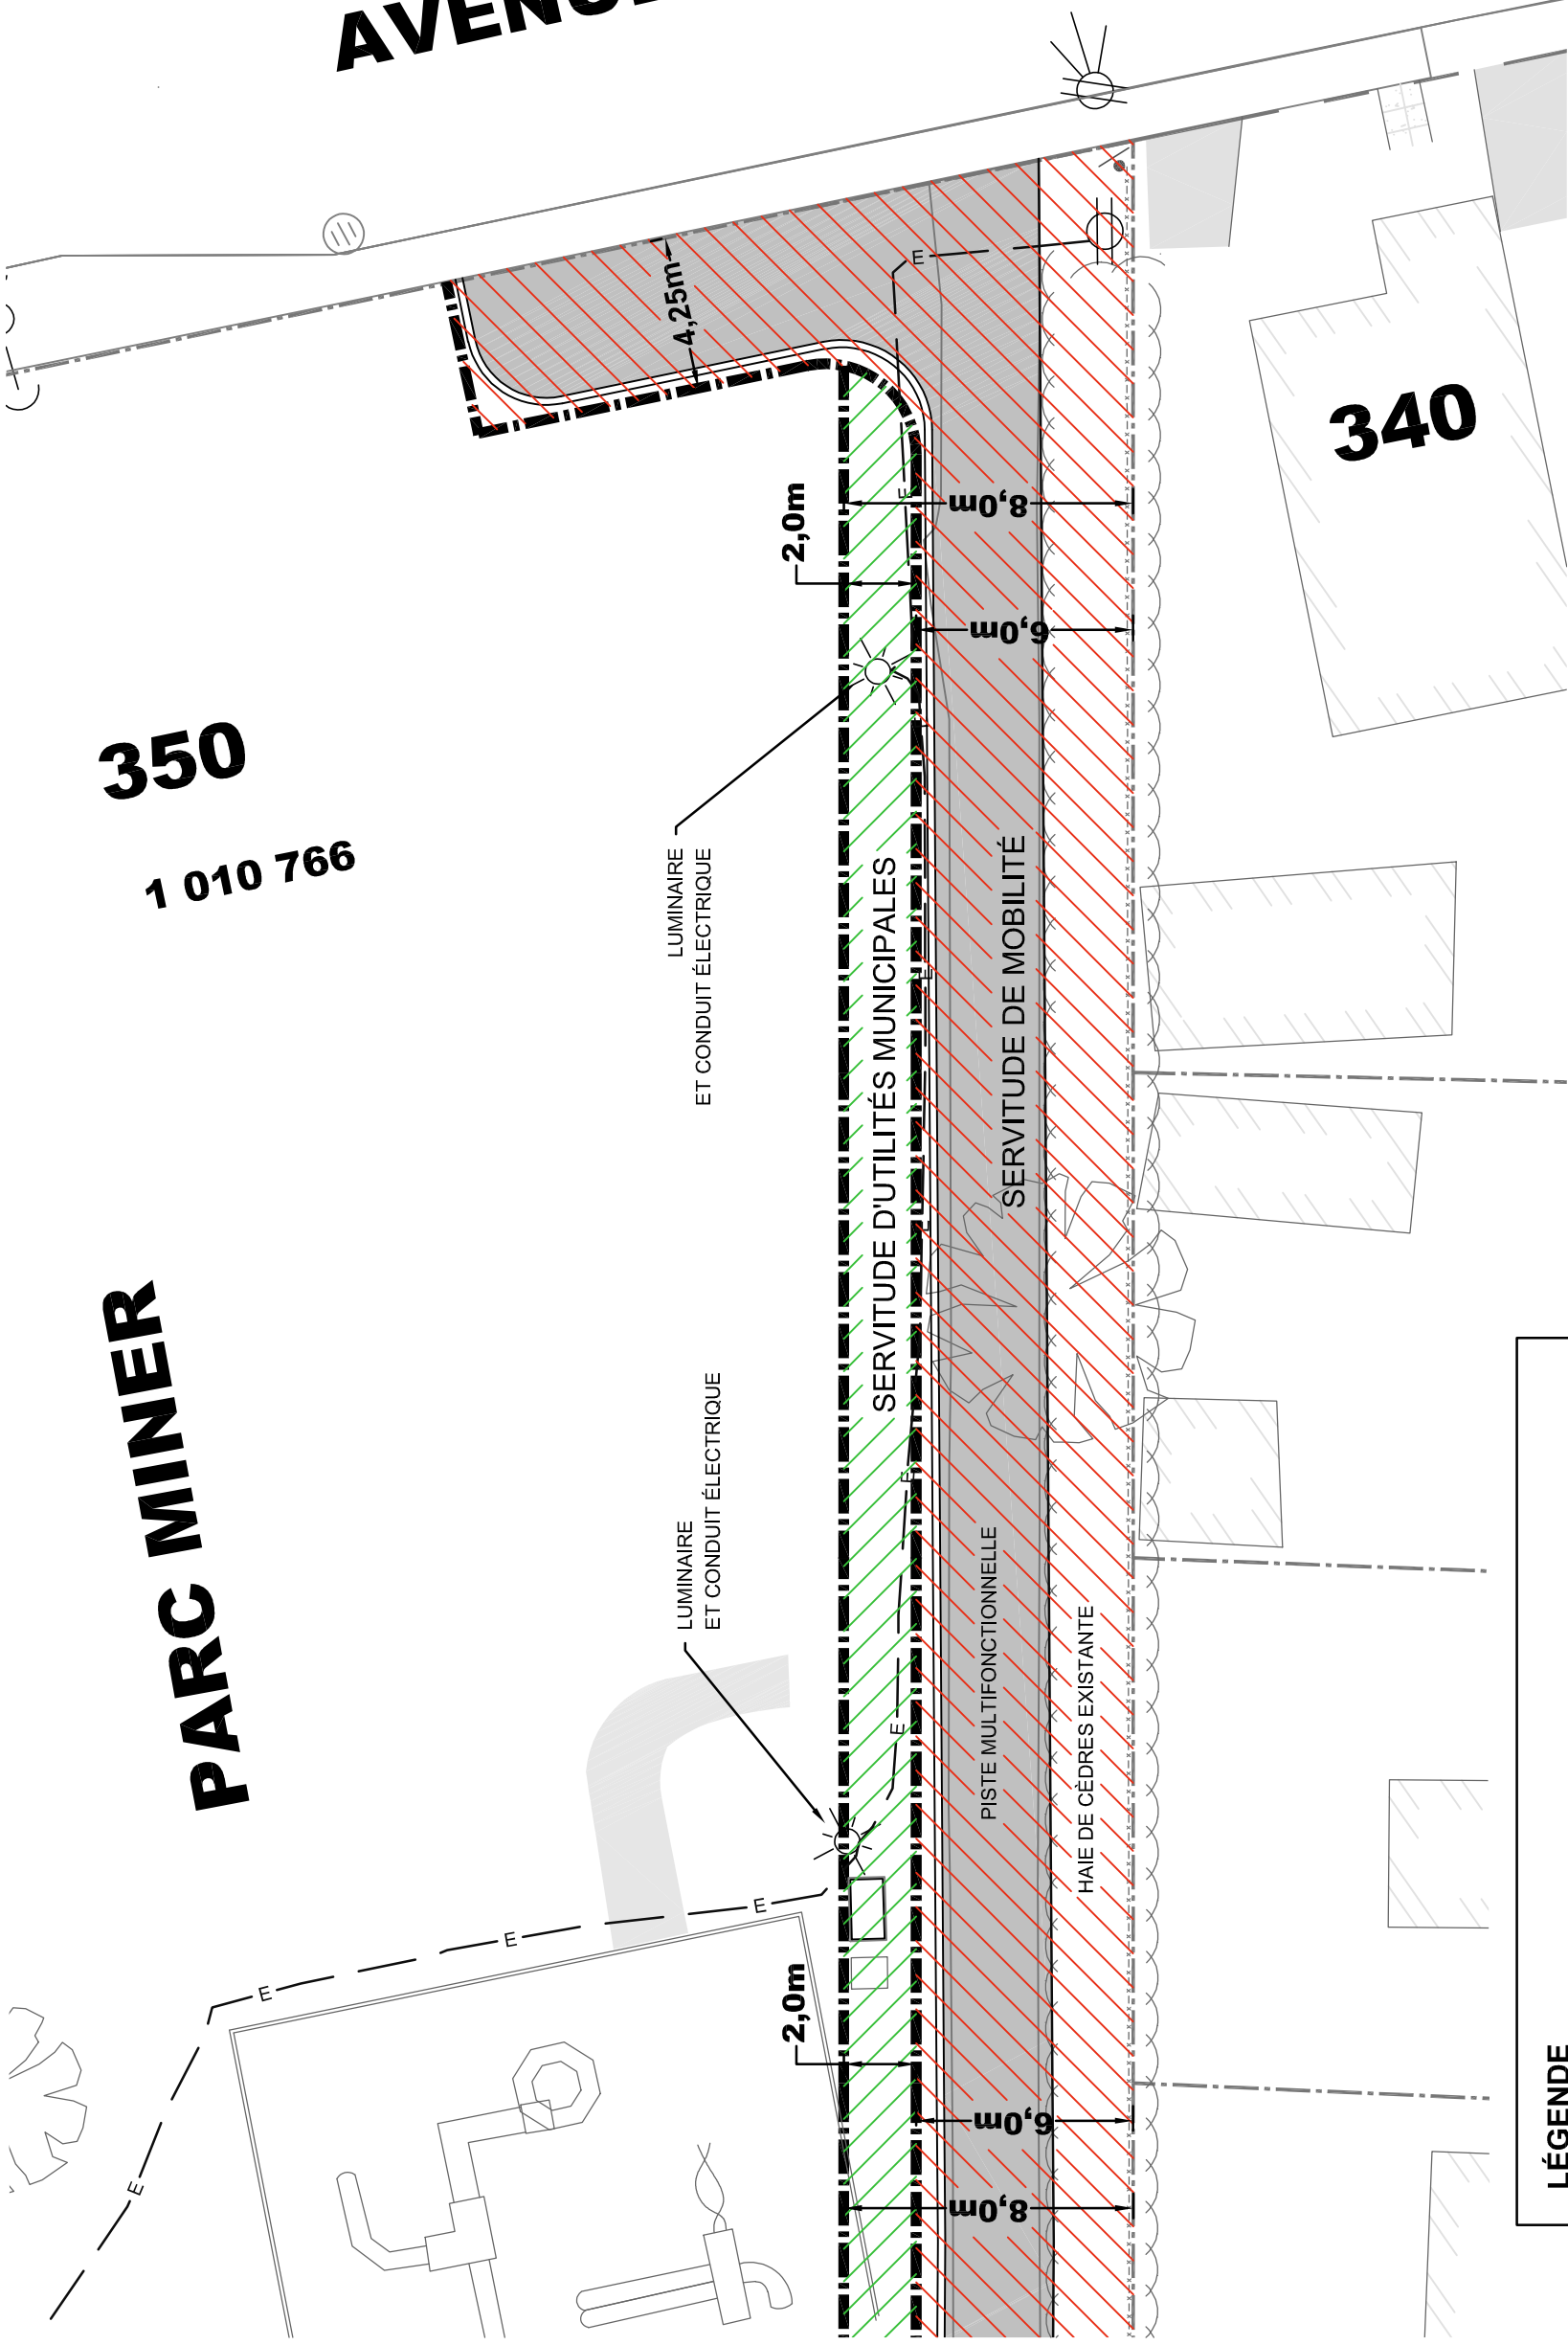 4,25m
E
340
8,0m
2,0m
E
6,0m
350
1 010 766
LUMINAIRE
ET CONDUIT ÉLECTRIQUE
SERVITUDE D'UTILITÉS MUNICIPALES
SERVITUDE DE MOBILITÉ
E
PARC MINER
LUMINAIRE
ET CONDUIT ÉLECTRIQUE
E
PISTE MULTIFONCTIONNELLE
HAIE DE CÈDRES EXISTANTE
E
E
E
E
2,0m
6,0m
E
8,0m
LÉGENDE